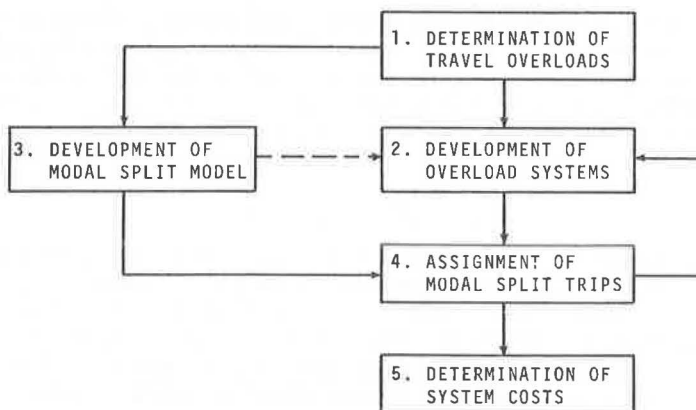 1. DETERMINATION OF
TRAVEL OVERLOADS
3. DEVELOPMENT OF
MODAL SPLIT MODEL
2. DEVELOPMENT OF
OVERLOAD SYSTEMS
4. ASSIGNMENT OF
MODAL SPLIT TRIPS
5. DETERMINATION OF
SYSTEM COSTS